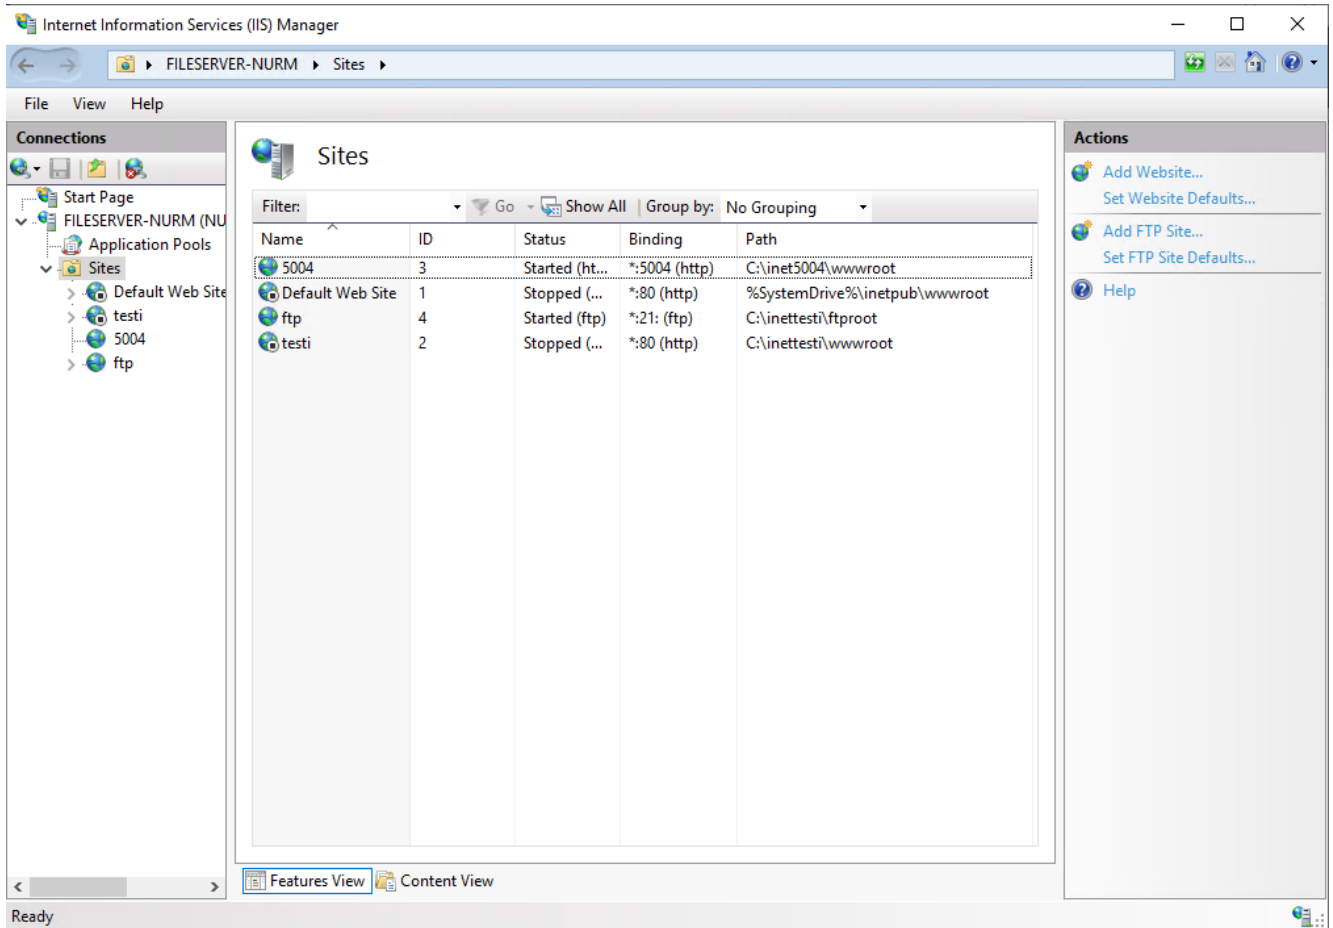 Internet Information Services (IIS) Manager
FILESERVER-NURM Sites
File View Help
Connections
Start Page
FILESERVER-NURM (NU
Application Pools
Sites
Default Web Site
testi
5004
ftp
Sites
Filter: Go Show All Group by: No Grouping
Name ID Status Binding Path
5004 3 Started (ht... *:5004 (http) C:\inet5004\wwwroot
Default Web Site 1 Stopped (... *:80 (http) %SystemDrive%\inetpub\wwwroot
ftp 4 Started (ftp) *:21: (ftp) C:\inettesti\ftproot
testi 2 Stopped (... *:80 (http) C:\inettesti\wwwroot
Features View Content View
Actions
Add Website...
Set Website Defaults...
Add FTP Site...
Set FTP Site Defaults...
Help
Ready